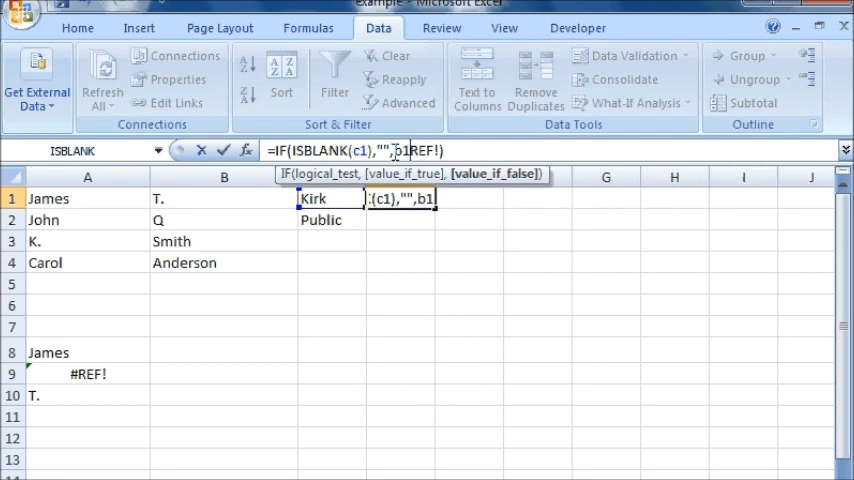 example - Microsoft Excel
Home Insert Page Layout Formulas Data Review View Developer
Get External Data
Refresh All
Connections
Properties
Edit Links
Connections
Sort
Filter
Clear
Reapply
Advanced
Sort & Filter
Text to Columns
Remove Duplicates
Data Validation
Consolidate
What-If Analysis
Data Tools
Group
Ungroup
Subtotal
Outline
ISBLANK =IF(ISBLANK(c1),"",b1REF!)
IF(logical_test, [value_if_true], [value_if_false])
A B G H I J
1 James T. Kirk (c1),"",b1
2 John Q Public
3 K. Smith
4 Carol Anderson
5
6
7
8 James
9 #REF!
10 T.
11
12
13